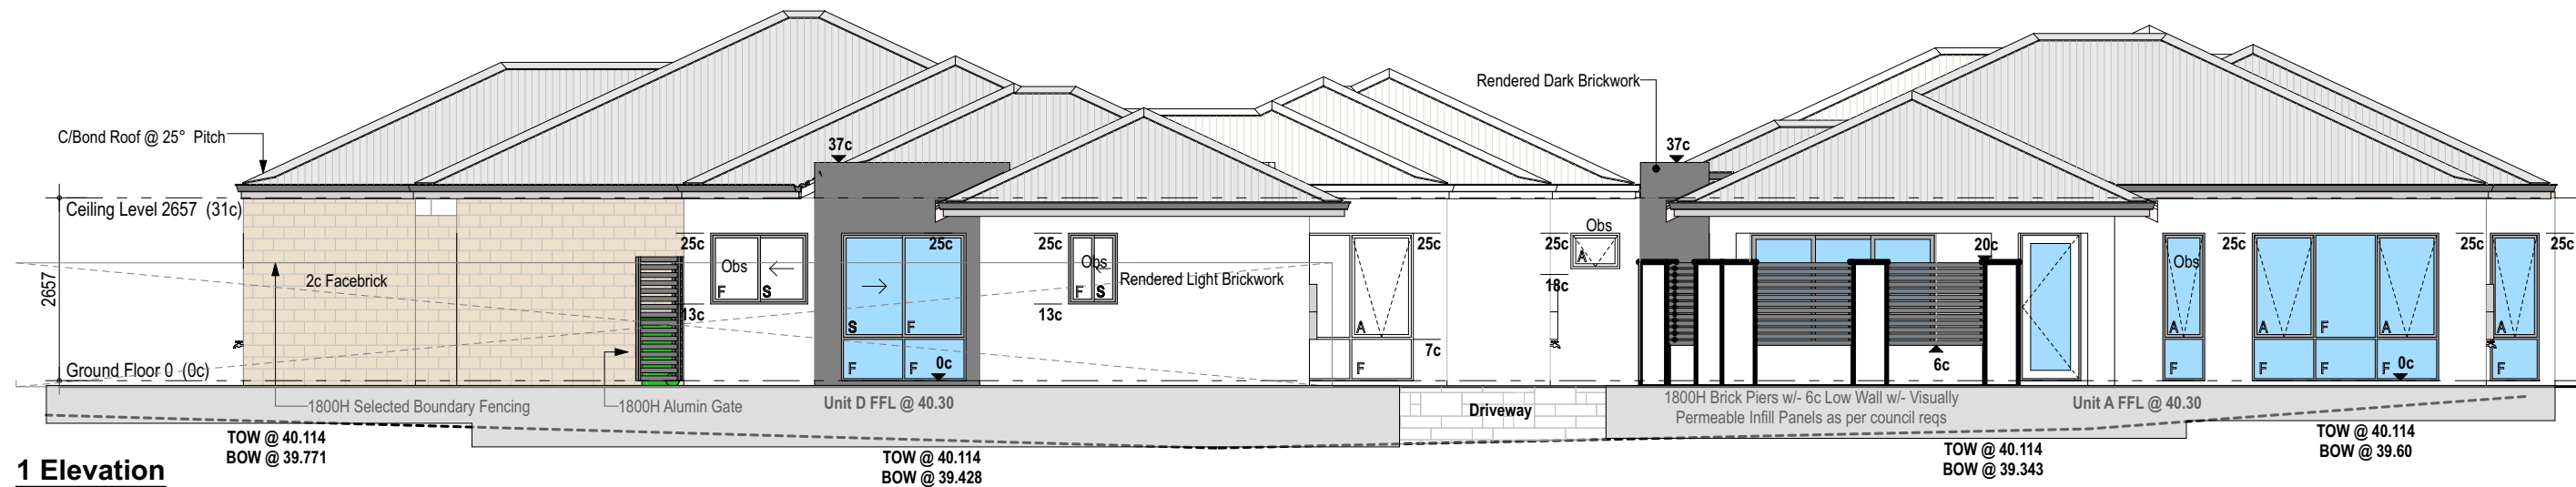 Rendered Dark Brickwork
C/Bond Roof @ 25° Pitch
37c
37c
Ceiling Level 2657 (31c)
2657
2c Facebrick
25c
Obs
F
S
13c
25c
S
F
F
F
0c
25c
Obs
F
S
13c
Rendered Light Brickwork
25c
A
7c
F
Obs
25c
A
18c
20c
6c
Obs
A
F
25c
A
F
A
F
F
F
0c
25c
A
F
25c
Ground Floor 0 (0c)
1800H Selected Boundary Fencing
1800H Alumin Gate
Unit D FFL @ 40.30
Driveway
1800H Brick Piers w/- 6c Low Wall w/- Visually
Permeable Infill Panels as per council reqs
Unit A FFL @ 40.30
TOW @ 40.114
BOW @ 39.771
TOW @ 40.114
BOW @ 39.428
TOW @ 40.114
BOW @ 39.343
TOW @ 40.114
BOW @ 39.60
1 Elevation